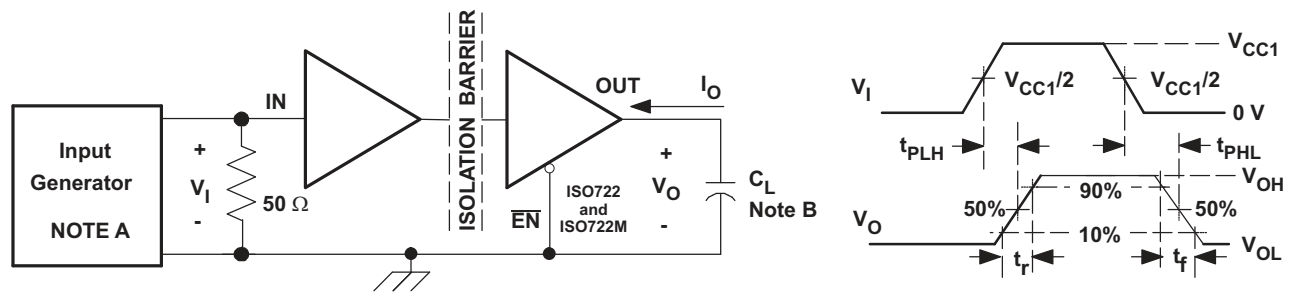 Input
Generator
NOTE A
+
V_I
-
50 Ω
IN
ISOLATION BARRIER
OUT
I_O
EN
ISO722
and
ISO722M
+
V_O
-
C_L
Note B
V_I
V_CC1/2
V_CC1/2
V_CC1
0 V
t_PLH
t_PHL
V_O
50%
90%
10%
50%
V_OH
V_OL
t_r
t_f